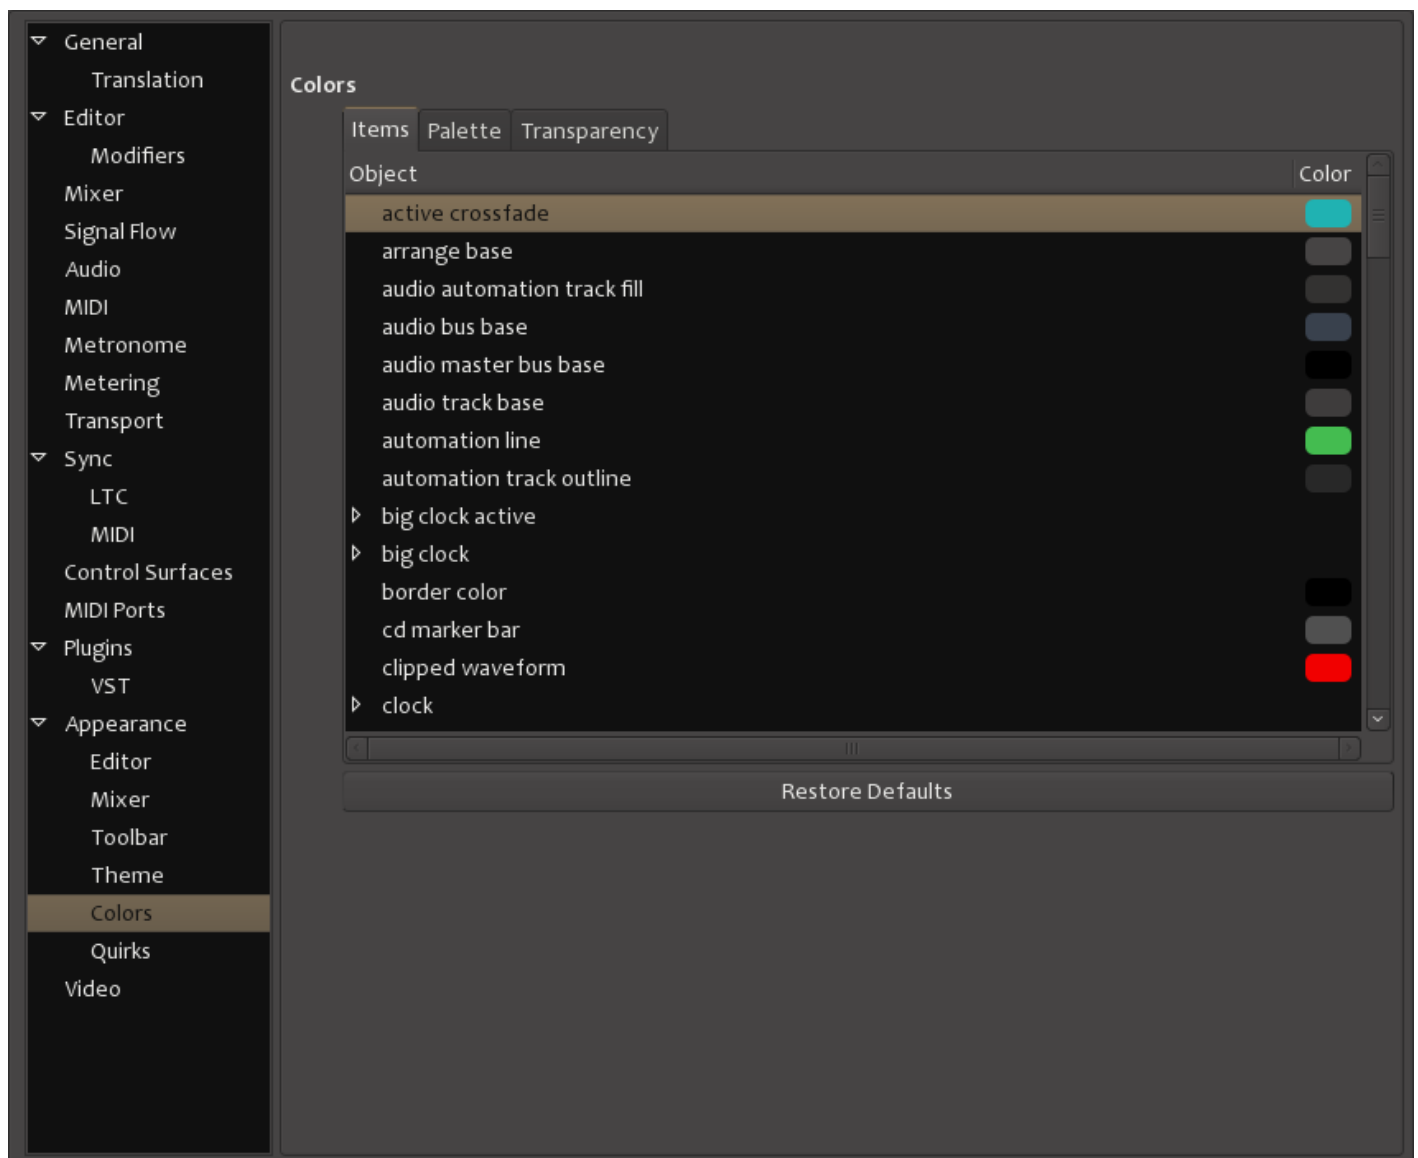 General
Translation
Editor
Modifiers
Mixer
Signal Flow
Audio
MIDI
Metronome
Metering
Transport
Sync
LTC
MIDI
Control Surfaces
MIDI Ports
Plugins
VST
Appearance
Editor
Mixer
Toolbar
Theme
Colors
Quirks
Video
Colors
Items Palette Transparency
Object Color
active crossfade
arrange base
audio automation track fill
audio bus base
audio master bus base
audio track base
automation line
automation track outline
big clock active
big clock
border color
cd marker bar
clipped waveform
clock
Restore Defaults